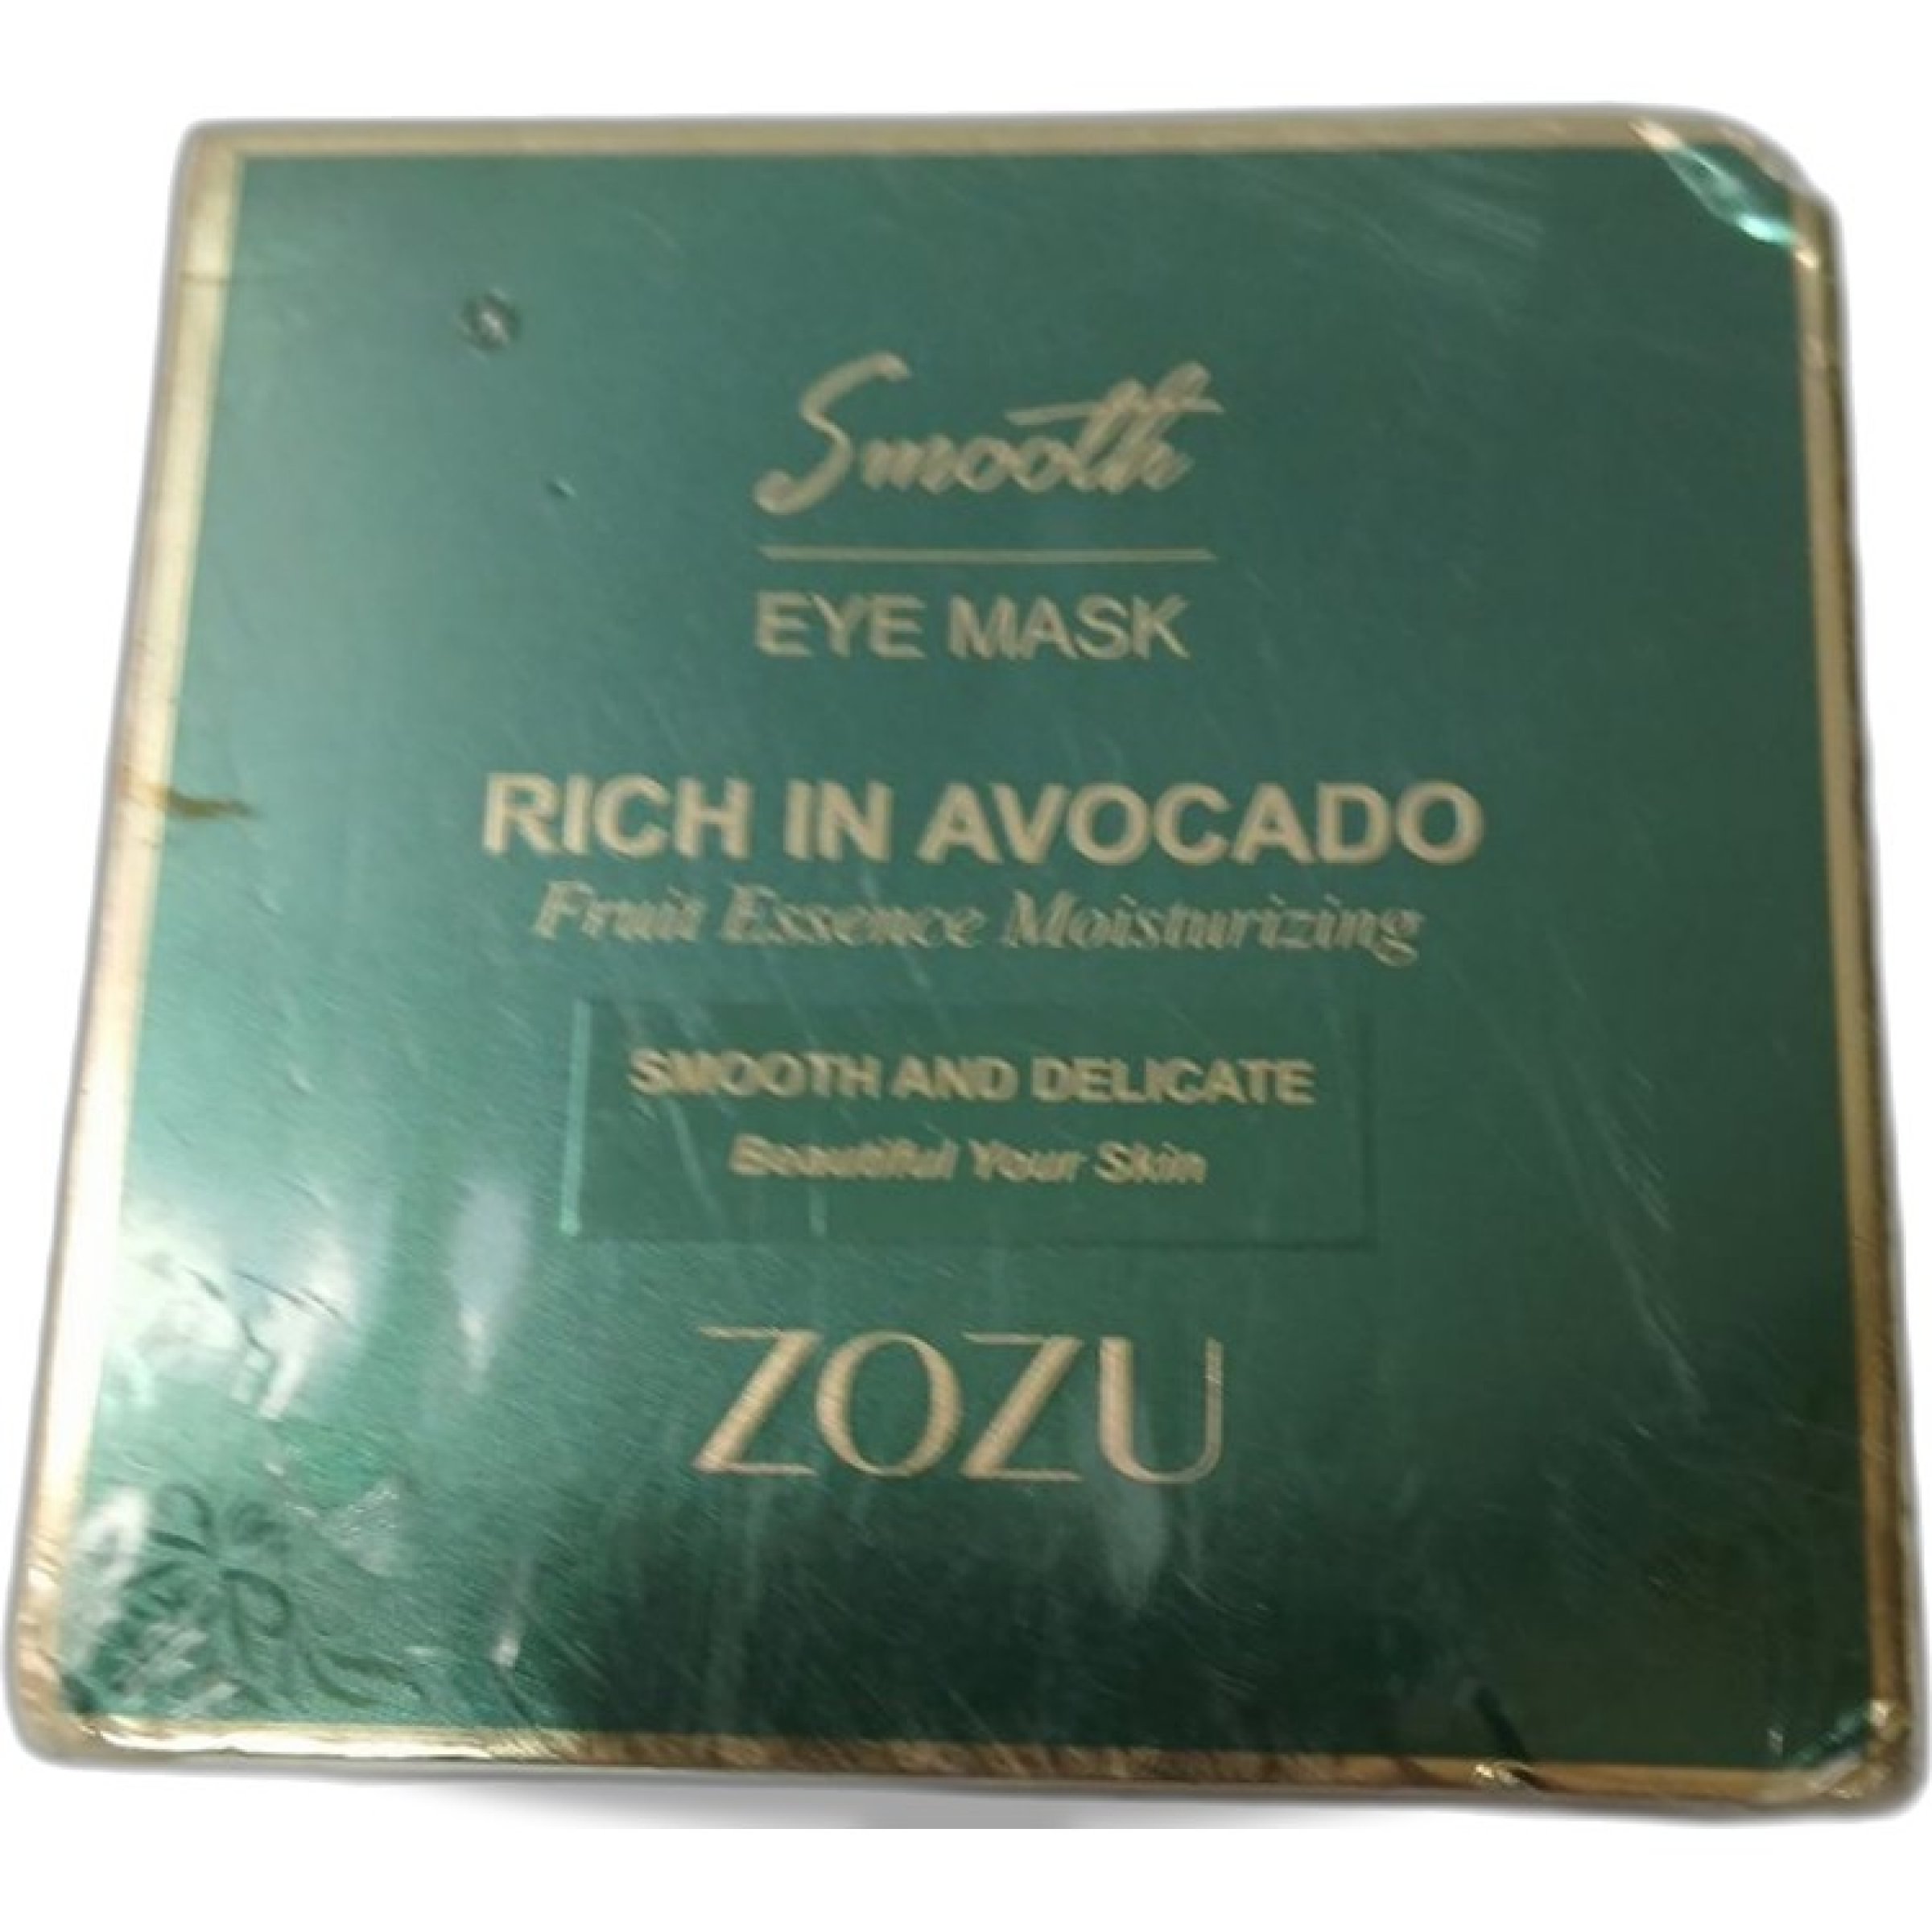 Smooth
EYE MASK
RICH IN AVOCADO
Fruit Essence Moisturizing
SMOOTH AND DELICATE
Beautiful Your Skin
ZOZU